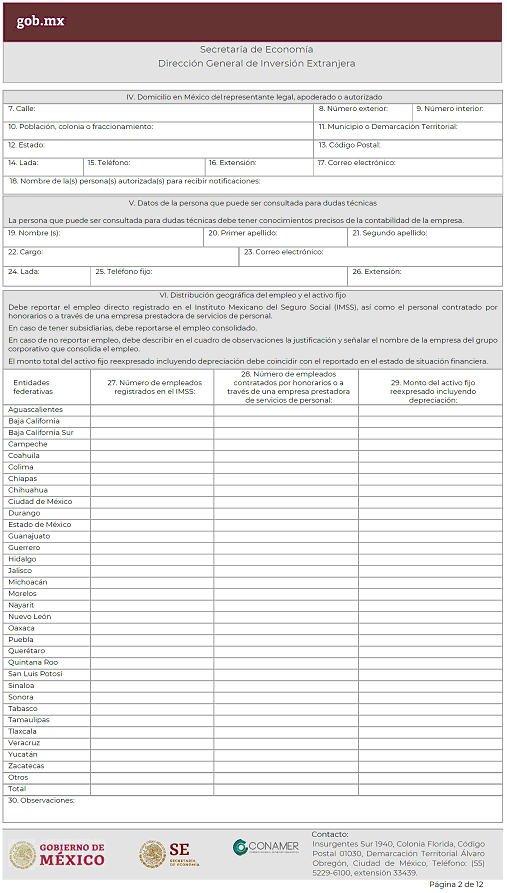 gob.mx
Secretaría de Economía
Dirección General de Inversión Extranjera
IV. Domicilio en México del representante legal, apoderado o autorizado
7. Calle:
8. Número exterior:
9. Número interior:
10. Población, colonia o fraccionamiento:
11. Municipio o Demarcación Territorial:
12. Estado:
13. Código Postal:
14. Lada:
15. Teléfono:
16. Extensión:
17. Correo electrónico:
18. Nombre de la(s) persona(s) autorizada(s) para recibir notificaciones:
V. Datos de la persona que puede ser consultada para dudas técnicas
La persona que puede ser consultada para dudas técnicas debe tener conocimientos precisos de la contabilidad de la empresa.
19. Nombre (s):
20. Primer apellido:
21. Segundo apellido:
22. Cargo:
23. Correo electrónico:
24. Lada:
25. Teléfono fijo:
26. Extensión:
VI. Distribución geográfica del empleo y el activo fijo
Debe reportar el empleo directo registrado en el Instituto Mexicano del Seguro Social (IMSS), así como el personal contratado por
honorarios o a través de una empresa prestadora de servicios de personal.
En caso de tener subsidiarias, debe reportarse el empleo consolidado.
En caso de no reportar empleo, debe describir en el cuadro de observaciones la justificación y señalar el nombre de la empresa del grupo
corporativo que consolida el empleo.
El monto total del activo fijo reexpresado incluyendo depreciación debe coincidir con el reportado en el estado de situación financiera.
Entidades
federativas
27. Número de empleados
registrados en el IMSS:
28. Número de empleados
contratados por honorarios o a
través de una empresa prestadora
de servicios de personal:
29. Monto del activo fijo
reexpresado incluyendo
depreciación:
Aguascalientes
Baja California
Baja California Sur
Campeche
Coahuila
Colima
Chiapas
Chihuahua
Ciudad de México
Durango
Estado de México
Guanajuato
Guerrero
Hidalgo
Jalisco
Michoacán
Morelos
Nayarit
Nuevo León
Oaxaca
Puebla
Querétaro
Quintana Roo
San Luis Potosí
Sinaloa
Sonora
Tabasco
Tamaulipas
Tlaxcala
Veracruz
Yucatán
Zacatecas
Otros
Total
30. Observaciones:
GOBIERNO DE
MÉXICO
SE
SECRETARÍA
DE ECONOMÍA
CONAMER
Contacto:
Insurgentes Sur 1940, Colonia Florida, Código
Postal 01030, Demarcación Territorial Álvaro
Obregón, Ciudad de México, Teléfono: (55)
5229-6100, extensión 33439.
Página 2 de 12